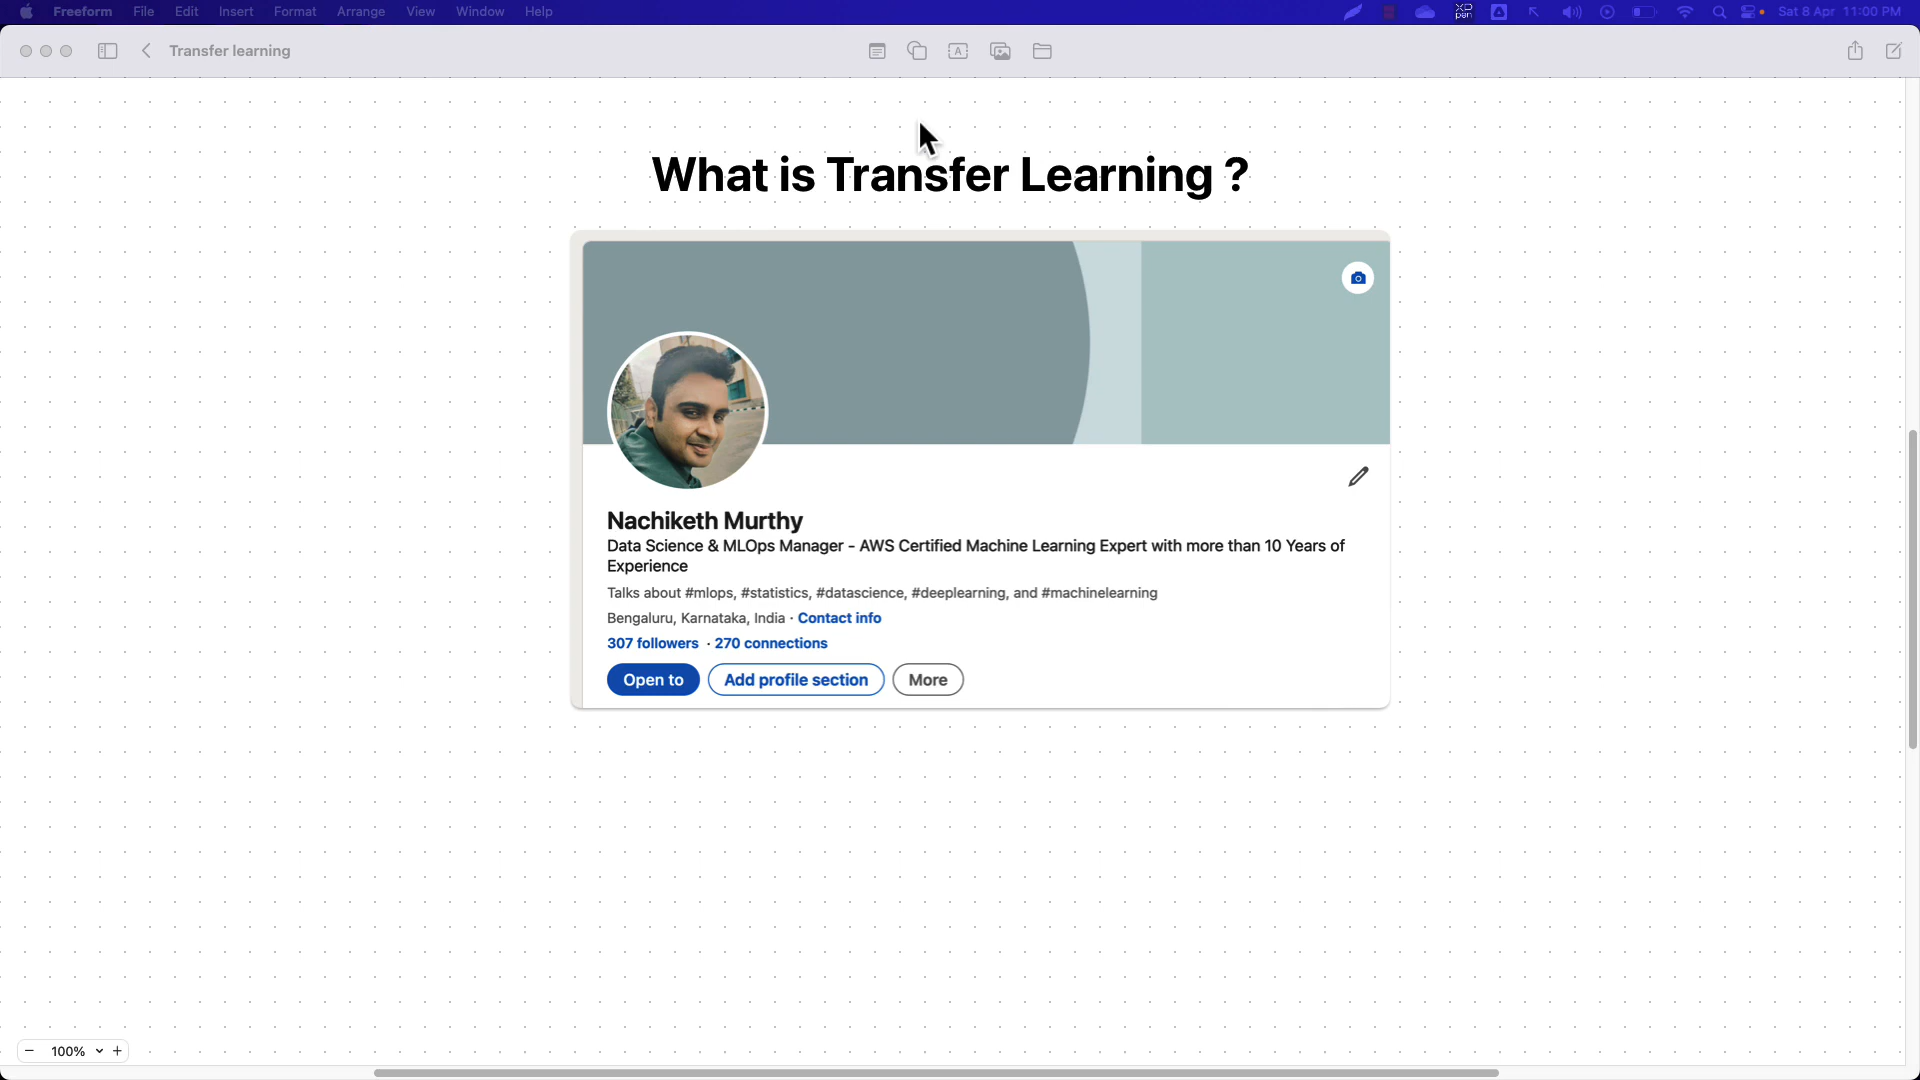 Freeform File Edit Insert Format Arrange View Window Help XP pen Sat 8 Apr 11:00 PM
Transfer learning
A
What is Transfer Learning ?
Nachiketh Murthy
Data Science & MLOps Manager - AWS Certified Machine Learning Expert with more than 10 Years of
Experience
Talks about #mlops, #statistics, #datascience, #deeplearning, and #machinelearning
Bengaluru, Karnataka, India · Contact info
307 followers · 270 connections
Open to Add profile section More
− 100% +